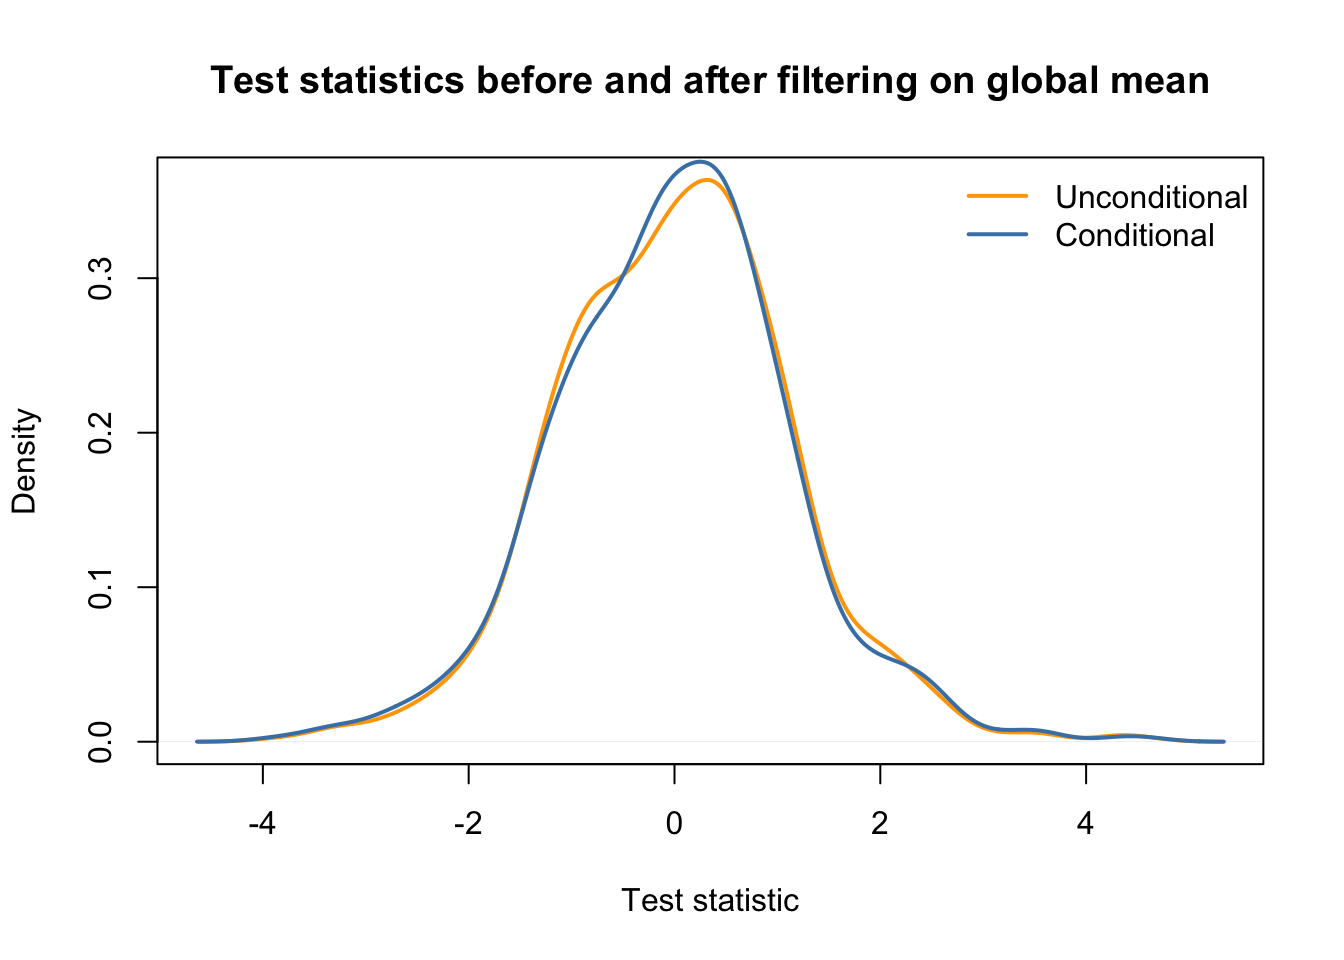 Test statistics before and after filtering on global mean
Unconditional
Conditional
Density
0.3
0.2
0.1
0.0
-4 -2 0 2 4
Test statistic